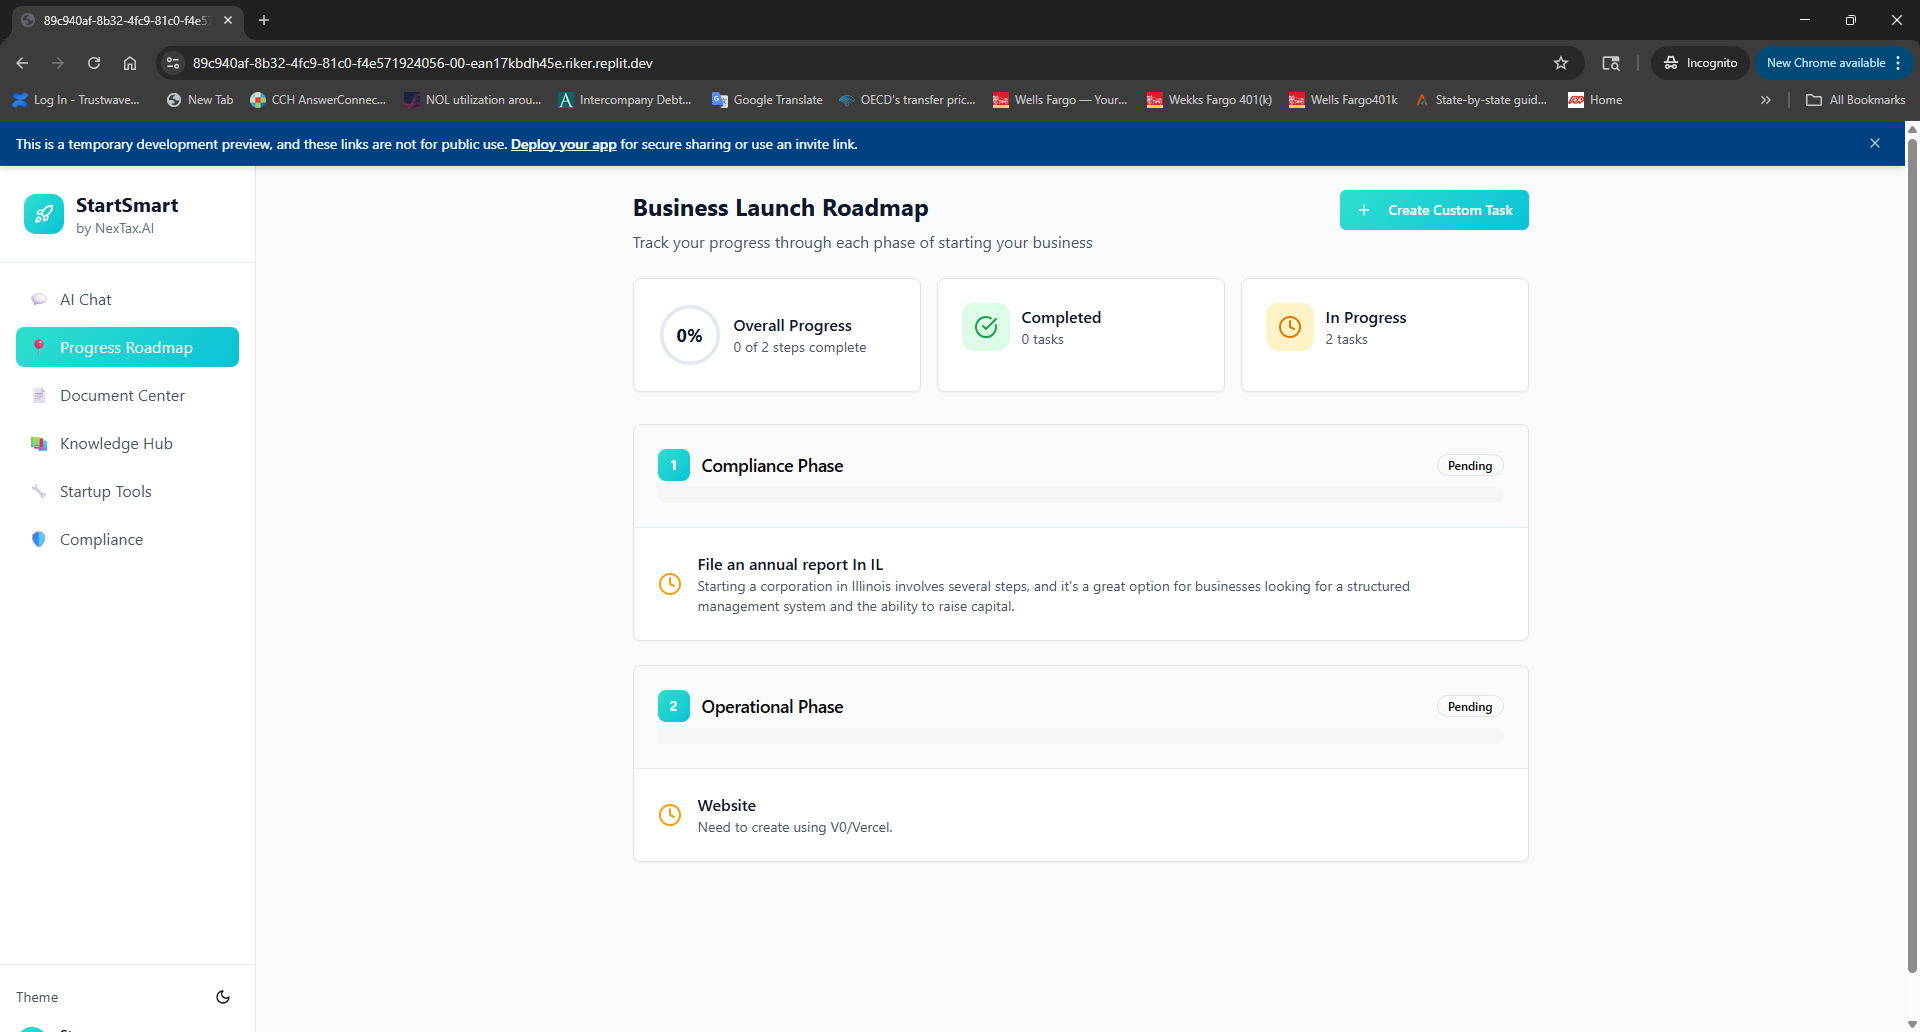 89c940af-8b32-4fc9-81c0-f4e57
89c940af-8b32-4fc9-81c0-f4e571924056-00-ean17kbdh45e.riker.replit.dev
Incognito
New Chrome available
Log In - Trustwave...
New Tab
CCH AnswerConnec...
NOL utilization arou...
Intercompany Debt...
Google Translate
OECD's transfer pric...
Wells Fargo — Your...
Wekks Fargo 401(k)
Wells Fargo401k
State-by-state guid...
Home
All Bookmarks
This is a temporary development preview, and these links are not for public use. Deploy your app for secure sharing or use an invite link.
StartSmart
by NexTax.AI
AI Chat
Progress Roadmap
Document Center
Knowledge Hub
Startup Tools
Compliance
Theme
Business Launch Roadmap
Track your progress through each phase of starting your business
+ Create Custom Task
0%
Overall Progress
0 of 2 steps complete
Completed
0 tasks
In Progress
2 tasks
1
Compliance Phase
Pending
File an annual report In IL
Starting a corporation in Illinois involves several steps, and it's a great option for businesses looking for a structured
management system and the ability to raise capital.
2
Operational Phase
Pending
Website
Need to create using V0/Vercel.